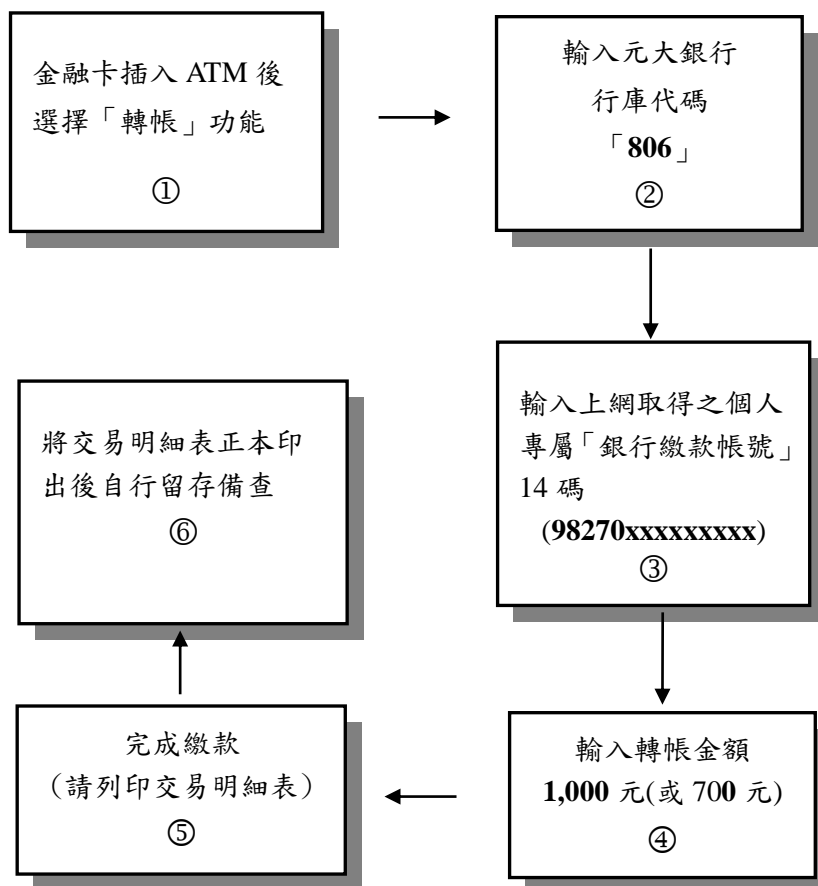 金融卡插入 ATM 後
選擇「轉帳」功能
①
輸入元大銀行
行庫代碼
「806」
②
輸入上網取得之個人
專屬「銀行繳款帳號」
14 碼
(98270xxxxxxxxx)
③
輸入轉帳金額
1,000 元(或 700 元)
④
完成繳款
(請列印交易明細表)
⑤
將交易明細表正本印
出後自行留存備查
⑥